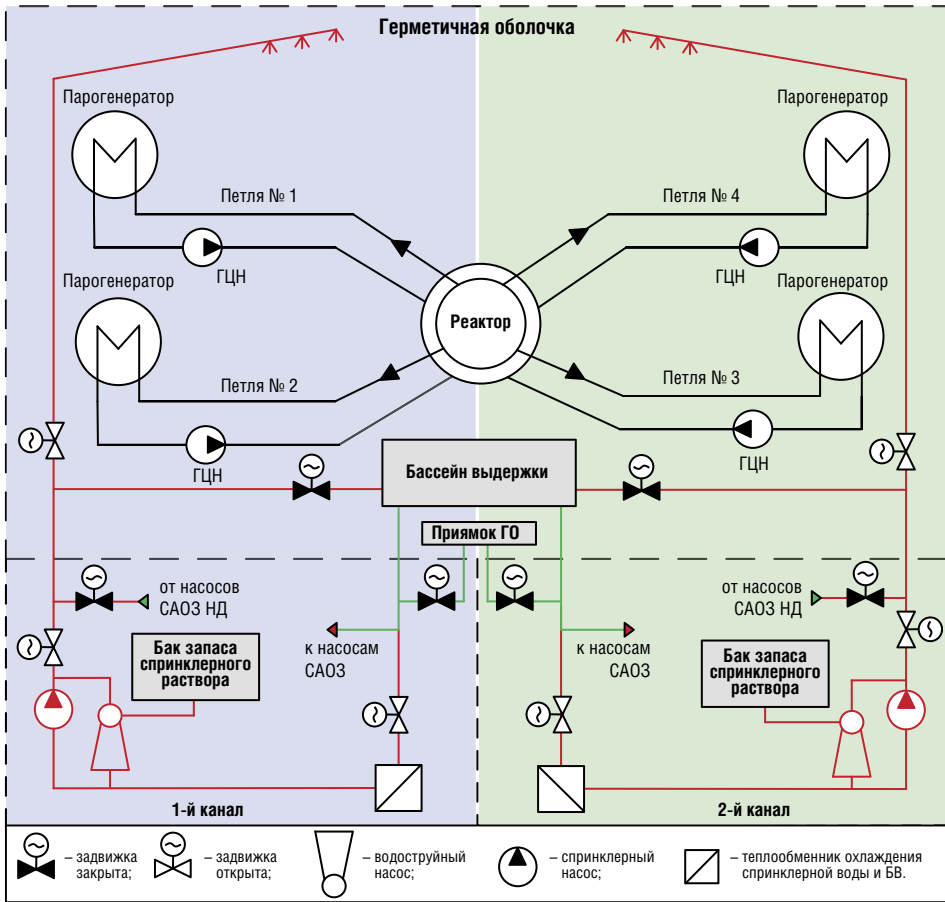 Герметичная оболочка
Парогенератор
Парогенератор
Петля № 1
Петля № 4
ГЦН
ГЦН
Парогенератор
Парогенератор
Реактор
Петля № 2
Петля № 3
ГЦН
ГЦН
Бассейн выдержки
Приямок ГО
от насосов
САОЗ НД
от насосов
САОЗ НД
к насосам
САОЗ
к насосам
САОЗ
Бак запаса
спринклерного
раствора
Бак запаса
спринклерного
раствора
1-й канал
2-й канал
– задвижка
закрыта;
– задвижка
открыта;
– водоструйный
насос;
– спринклерный
насос;
– теплообменник охлаждения
спринклерной воды и БВ.